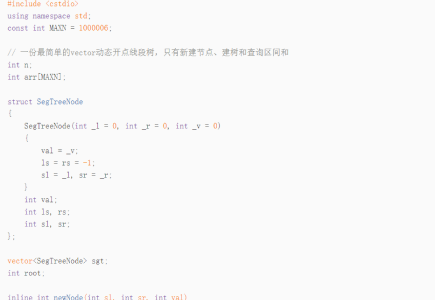 #include <cstdio>
using namespace std;
const int MAXN = 1000006;
// 一份最简单的vector动态开点线段树，只有新建节点、建树和查询区间和
int n;
int arr[MAXN];
struct SegTreeNode
{
    SegTreeNode(int _l = 0, int _r = 0, int _v = 0)
    {
        val = _v;
        ls = rs = -1;
        sl = _l, sr = _r;
    }
    int val;
    int ls, rs;
    int sl, sr;
};
vector<SegTreeNode> sgt;
int root;
inline int newNode(int sl, int sr, int val)